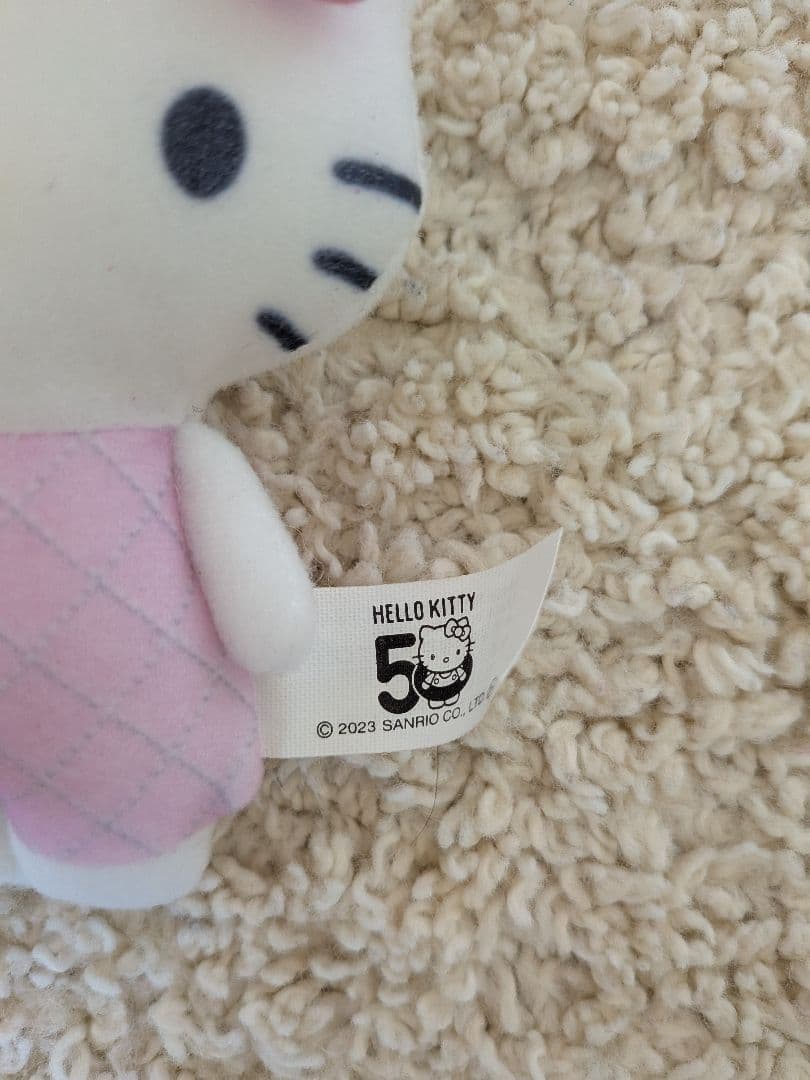 HELLO KITTY
50
© 2023 SANRIO CO., LTD.